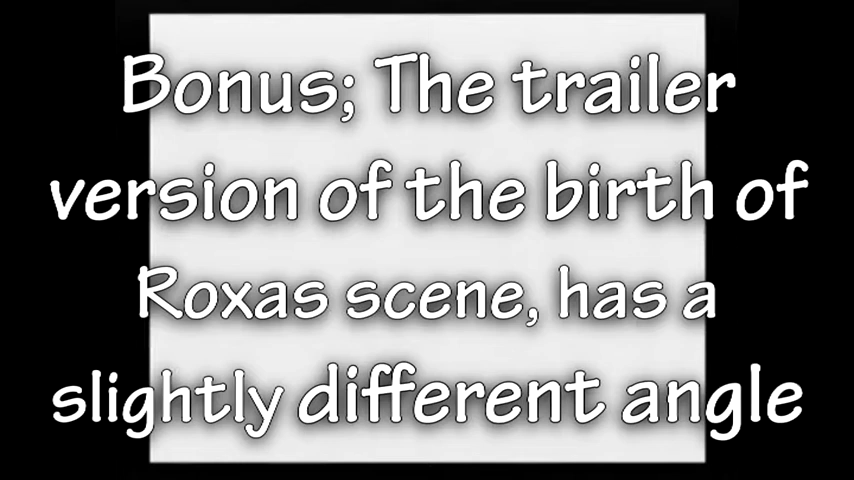 Bonus; The trailer
version of the birth of
Roxas scene, has a
slightly different angle